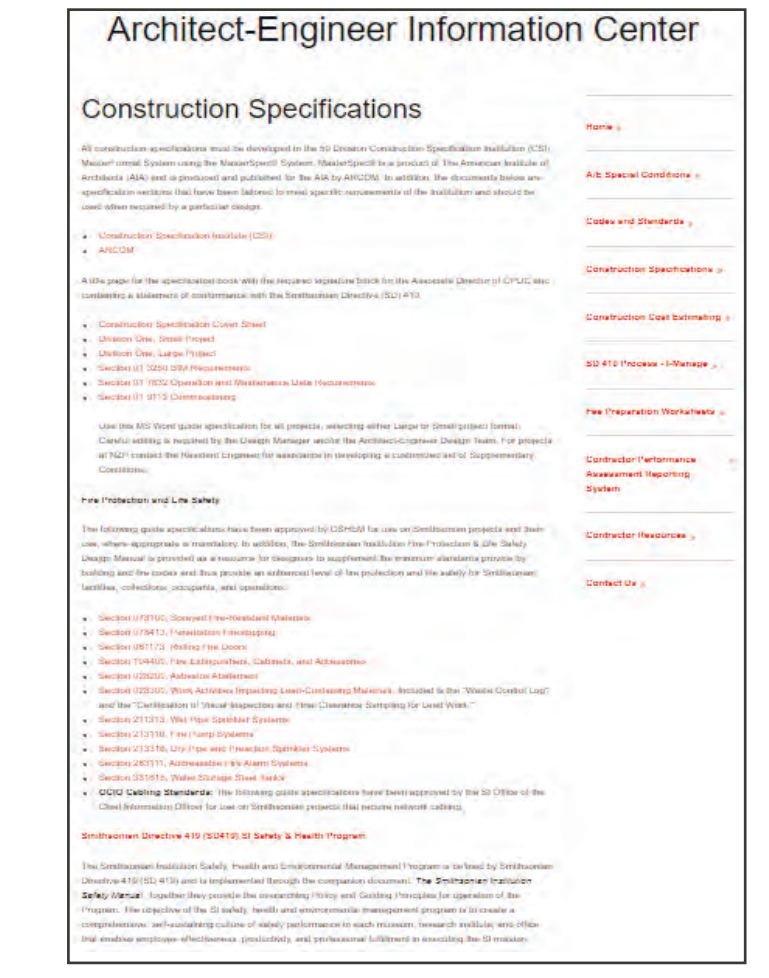 Architect-Engineer Information Center
Construction Specifications
All construction specifications must be developed in the 50 Division Construction Specification Institution (CSI)
MasterFormat System using the MasterSpec® System. MasterSpec® is a product of The American Institute of
Architects (AIA) and is produced and published for the AIA by ARCOM. In addition, the documents below are
specification sections that have been tailored to meet specific requirements of the Institution and should be
used when required by a particular design.
Construction Specification Institute (CSI)
ARCOM
A title page for the specification book with the required signature block for the Associate Director of OPDC and
containing a statement of conformance with the Smithsonian Directive (SD) 419.
Construction Specification Cover Sheet
Division One, Small Project
Division One, Large Project
Section 01 3250 BIM Requirements
Section 01 7832 Operation and Maintenance Data Requirements
Section 01 9113 Commissioning
Use this MS Word guide specification for all projects, selecting either Large or Small project format.
Careful editing is required by the Design Manager and/or the Architect-Engineer Design Team. For projects
at NZP contact the Resident Engineer for assistance in developing a customized set of Supplementary
Conditions.
Fire Protection and Life Safety
The following guide specifications have been approved by OSHEM for use on Smithsonian projects and their
use, where appropriate is mandatory. In addition, the Smithsonian Institution Fire Protection & Life Safety
Design Manual is provided as a resource for designers to supplement the minimum standards provide by
building and fire codes and thus provide an enhanced level of fire protection and life safety for Smithsonian
facilities, collections, occupants, and operations.
Section 078100, Sprayed Fire-Resistant Materials
Section 078413, Penetration Firestopping
Section 081173, Rolling Fire Doors
Section 104400, Fire Extinguishers, Cabinets, and Accessories
Section 028200, Asbestos Abatement
Section 028300, Work Activities Impacting Lead-Containing Materials. Included is the "Waste Control Log"
and the "Certification of Visual Inspection and Final Clearance Sampling for Lead Work."
Section 211313, Wet Pipe Sprinkler Systems
Section 213118, Fire Pump Systems
Section 213316, Dry Pipe and Preaction Sprinkler Systems
Section 283111, Addressable Fire Alarm Systems
Section 331615, Water Storage Steel Tanks
OCIO Cabling Standards: The following guide specifications have been approved by the SI Office of the
Chief Information Officer for use on Smithsonian projects that require network cabling.
Smithsonian Directive 419 (SD419) SI Safety & Health Program
The Smithsonian Institution Safety, Health and Environmental Management Program is defined by Smithsonian
Directive 419 (SD 419) and is implemented through the companion document, The Smithsonian Institution
Safety Manual. Together they provide the overarching Policy and Guiding Principles for operation of the
Program. The objective of the SI safety, health and environmental management program is to create a
comprehensive, self-sustaining culture of safety performance in each museum, research institute, and office
that enables employee effectiveness, productivity, and professional fulfillment in executing the SI mission
Home »
A/E Special Conditions »
Codes and Standards »
Construction Specifications »
Construction Cost Estimating »
SD 410 Process - I-Manage »
Fee Preparation Worksheets »
Contractor Performance »
Assessment Reporting
System
Contractor Resources »
Contact Us »